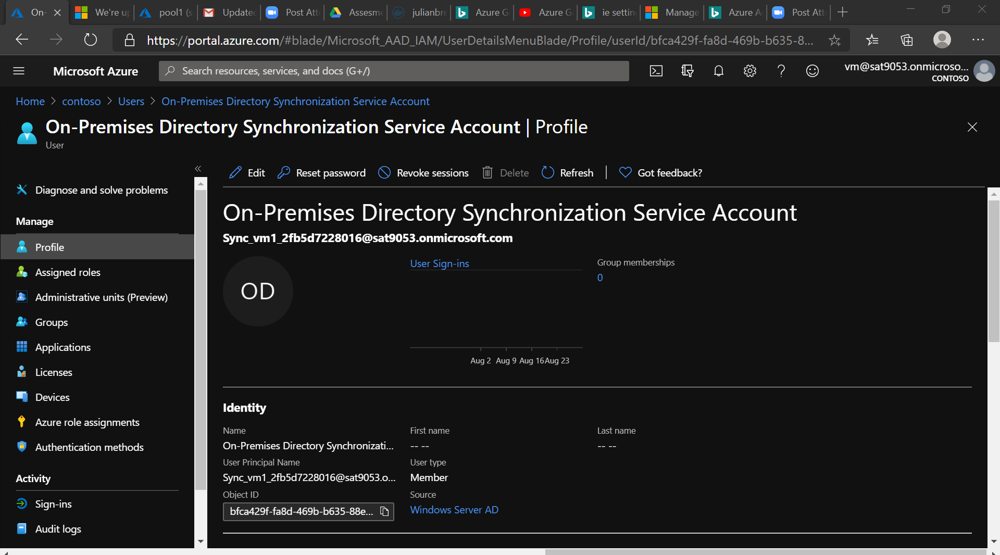 On-
We're up
pool1 (s
Updated
Post Att
Assesme
julianbre
Azure G
Azure G
ie settin
Manage
Azure A
Post Att
https://portal.azure.com/#blade/Microsoft_AAD_IAM/UserDetailsMenuBlade/Profile/userId/bfca429f-fa8d-469b-b635-8...
Microsoft Azure
Search resources, services, and docs (G+/)
vm@sat9053.onmicroso...
CONTOSO
Home > contoso > Users > On-Premises Directory Synchronization Service Account
On-Premises Directory Synchronization Service Account | Profile
User
Edit Reset password Revoke sessions Delete Refresh | Got feedback?
Diagnose and solve problems
Manage
Profile
Assigned roles
Administrative units (Preview)
Groups
Applications
Licenses
Devices
Azure role assignments
Authentication methods
Activity
Sign-ins
Audit logs
On-Premises Directory Synchronization Service Account
Sync_vm1_2fb5d7228016@sat9053.onmicrosoft.com
OD
User Sign-ins
Aug 2 Aug 9 Aug 16 Aug 23
Group memberships
0
Identity
Name
On-Premises Directory Synchronizati...
First name
-- --
Last name
-- --
User Principal Name
Sync_vm1_2fb5d7228016@sat9053.o...
User type
Member
Object ID
bfca429f-fa8d-469b-b635-88e...
Source
Windows Server AD